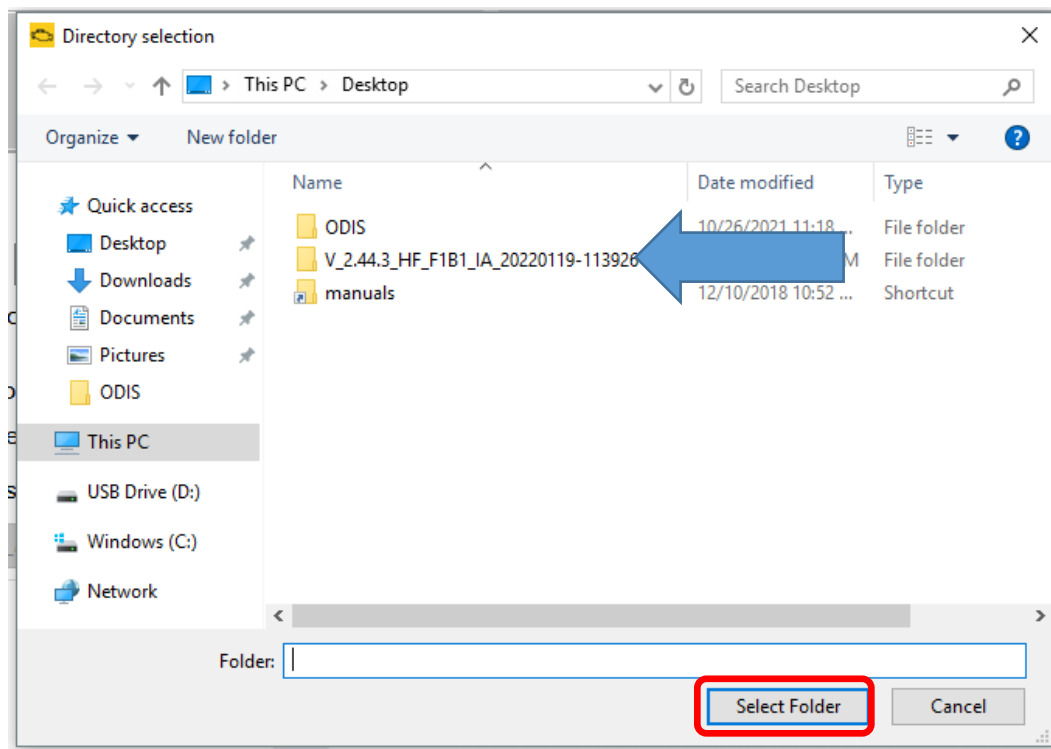 Directory selection
This PC > Desktop
Search Desktop
Organize
New folder
?
Name
Date modified
Type
Quick access
Desktop
Downloads
Documents
Pictures
ODIS
This PC
USB Drive (D:)
Windows (C:)
Network
ODIS 10/26/2021 11:18 ... File folder
V_2.44.3_HF_F1B1_IA_20220119-113926 M File folder
manuals 12/10/2018 10:52 ... Shortcut
Folder:
Select Folder
Cancel